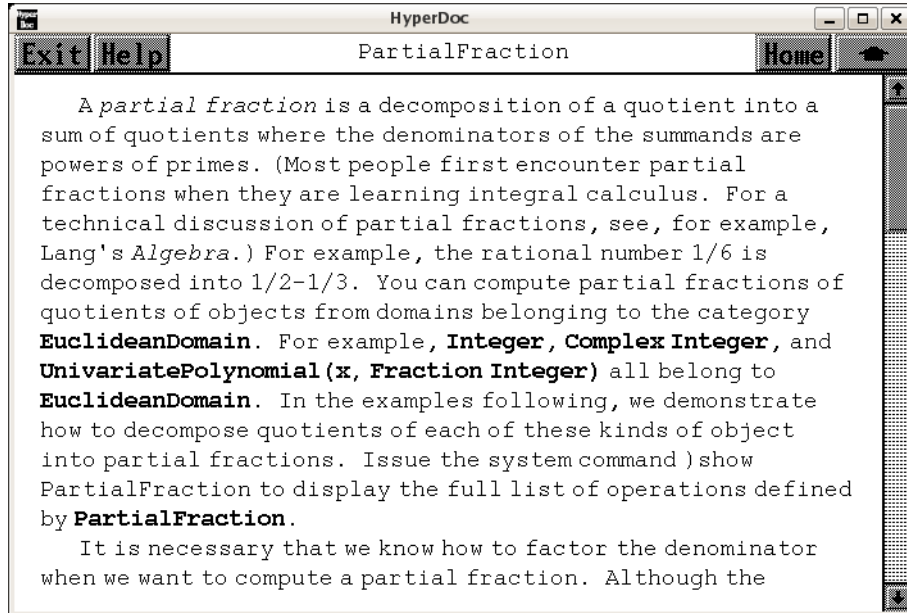 Hyper Doc
HyperDoc
Exit Help PartialFraction Home
A partial fraction is a decomposition of a quotient into a
sum of quotients where the denominators of the summands are
powers of primes. (Most people first encounter partial
fractions when they are learning integral calculus. For a
technical discussion of partial fractions, see, for example,
Lang's Algebra.) For example, the rational number 1/6 is
decomposed into 1/2-1/3. You can compute partial fractions of
quotients of objects from domains belonging to the category
EuclideanDomain. For example, Integer, Complex Integer, and
UnivariatePolynomial(x, Fraction Integer) all belong to
EuclideanDomain. In the examples following, we demonstrate
how to decompose quotients of each of these kinds of object
into partial fractions. Issue the system command )show
PartialFraction to display the full list of operations defined
by PartialFraction.
It is necessary that we know how to factor the denominator
when we want to compute a partial fraction. Although the